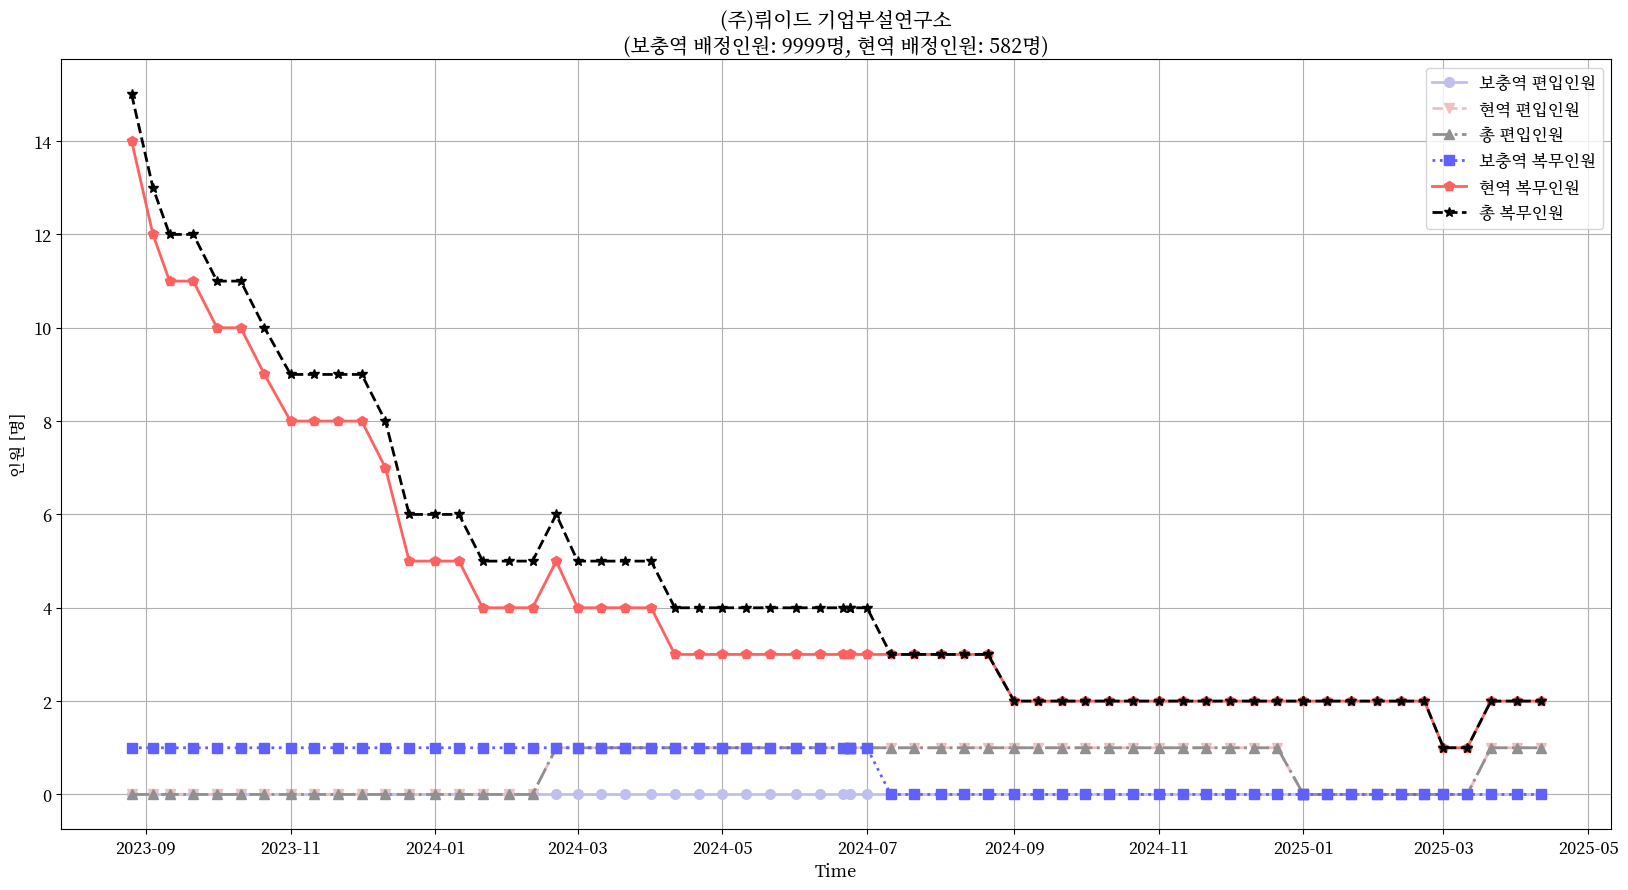 (주)뤼이드 기업부설연구소
(보충역 배정인원: 9999명, 현역 배정인원: 582명)
보충역 편입인원
현역 편입인원
총 편입인원
보충역 복무인원
현역 복무인원
총 복무인원
인원 [명]
14
12
10
8
6
4
2
0
2023-09
2023-11
2024-01
2024-03
2024-05
2024-07
2024-09
2024-11
2025-01
2025-03
2025-05
Time